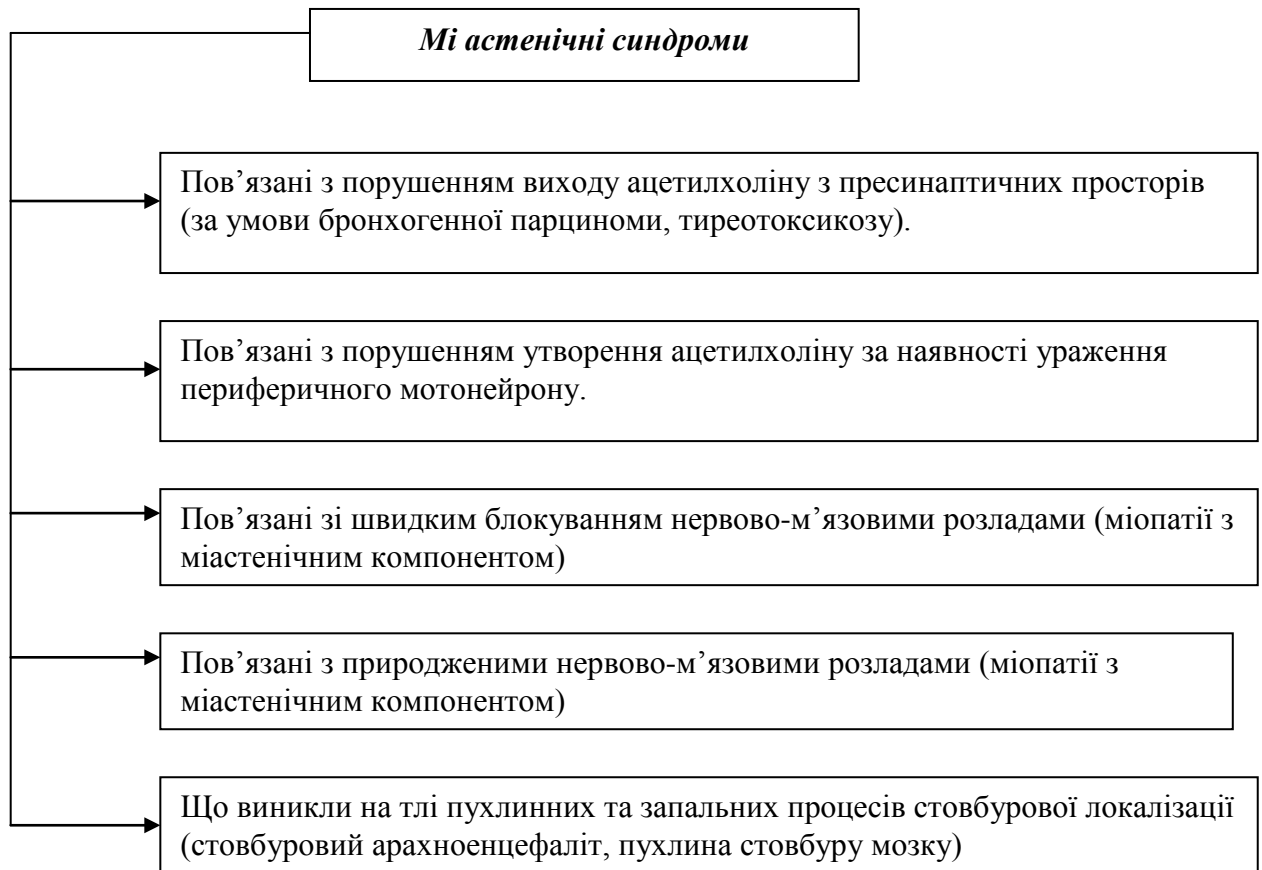 Мі астенічні синдроми
Пов’язані з порушенням виходу ацетилхоліну з пресинаптичних просторів
(за умови бронхогенної парциноми, тиреотоксикозу).
Пов’язані з порушенням утворення ацетилхоліну за наявності ураження
периферичного мотонейрону.
Пов’язані зі швидким блокуванням нервово-м’язовими розладами (міопатії з
міастенічним компонентом)
Пов’язані з природженими нервово-м’язовими розладами (міопатії з
міастенічним компонентом)
Що виникли на тлі пухлинних та запальних процесів стовбурової локалізації
(стовбуровий арахноенцефаліт, пухлина стовбуру мозку)